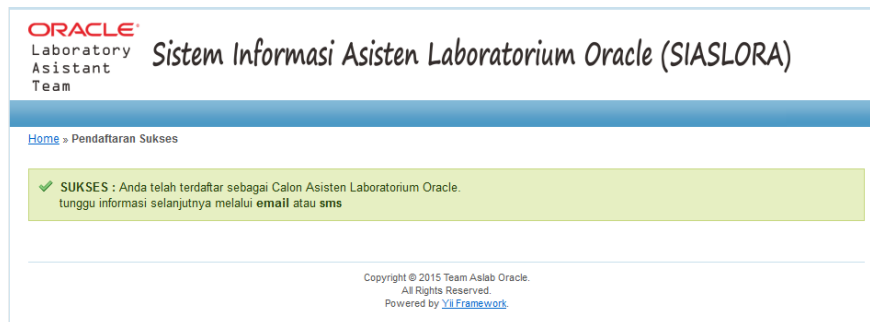 ORACLE
Laboratory
Asistant
Team
Sistem Informasi Asisten Laboratorium Oracle (SIASLORA)
Home » Pendaftaran Sukses
SUKSES : Anda telah terdaftar sebagai Calon Asisten Laboratorium Oracle.
tunggu informasi selanjutnya melalui email atau sms
Copyright © 2015 Team Aslab Oracle.
All Rights Reserved.
Powered by Yii Framework.